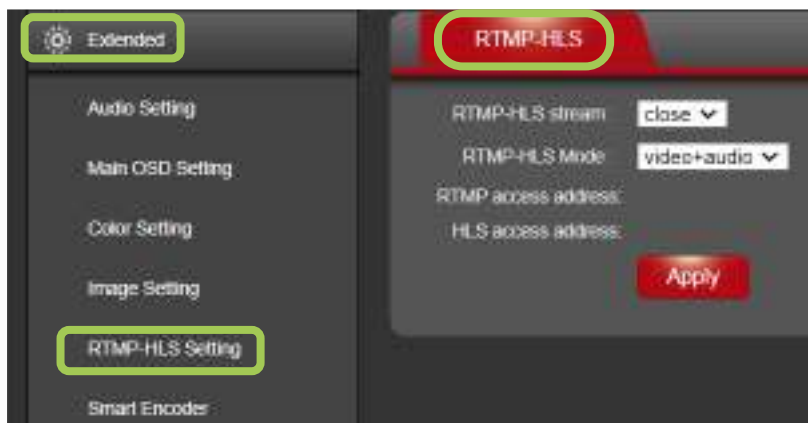 Extended
Audio Setting
Main OSD Setting
Color Setting
Image Setting
RTMP-HLS Setting
Smart Encoder
RTMP-HLS
RTMP-HLS stream close
RTMP-HLS Mode video+audio
RTMP access address:
HLS access address:
Apply